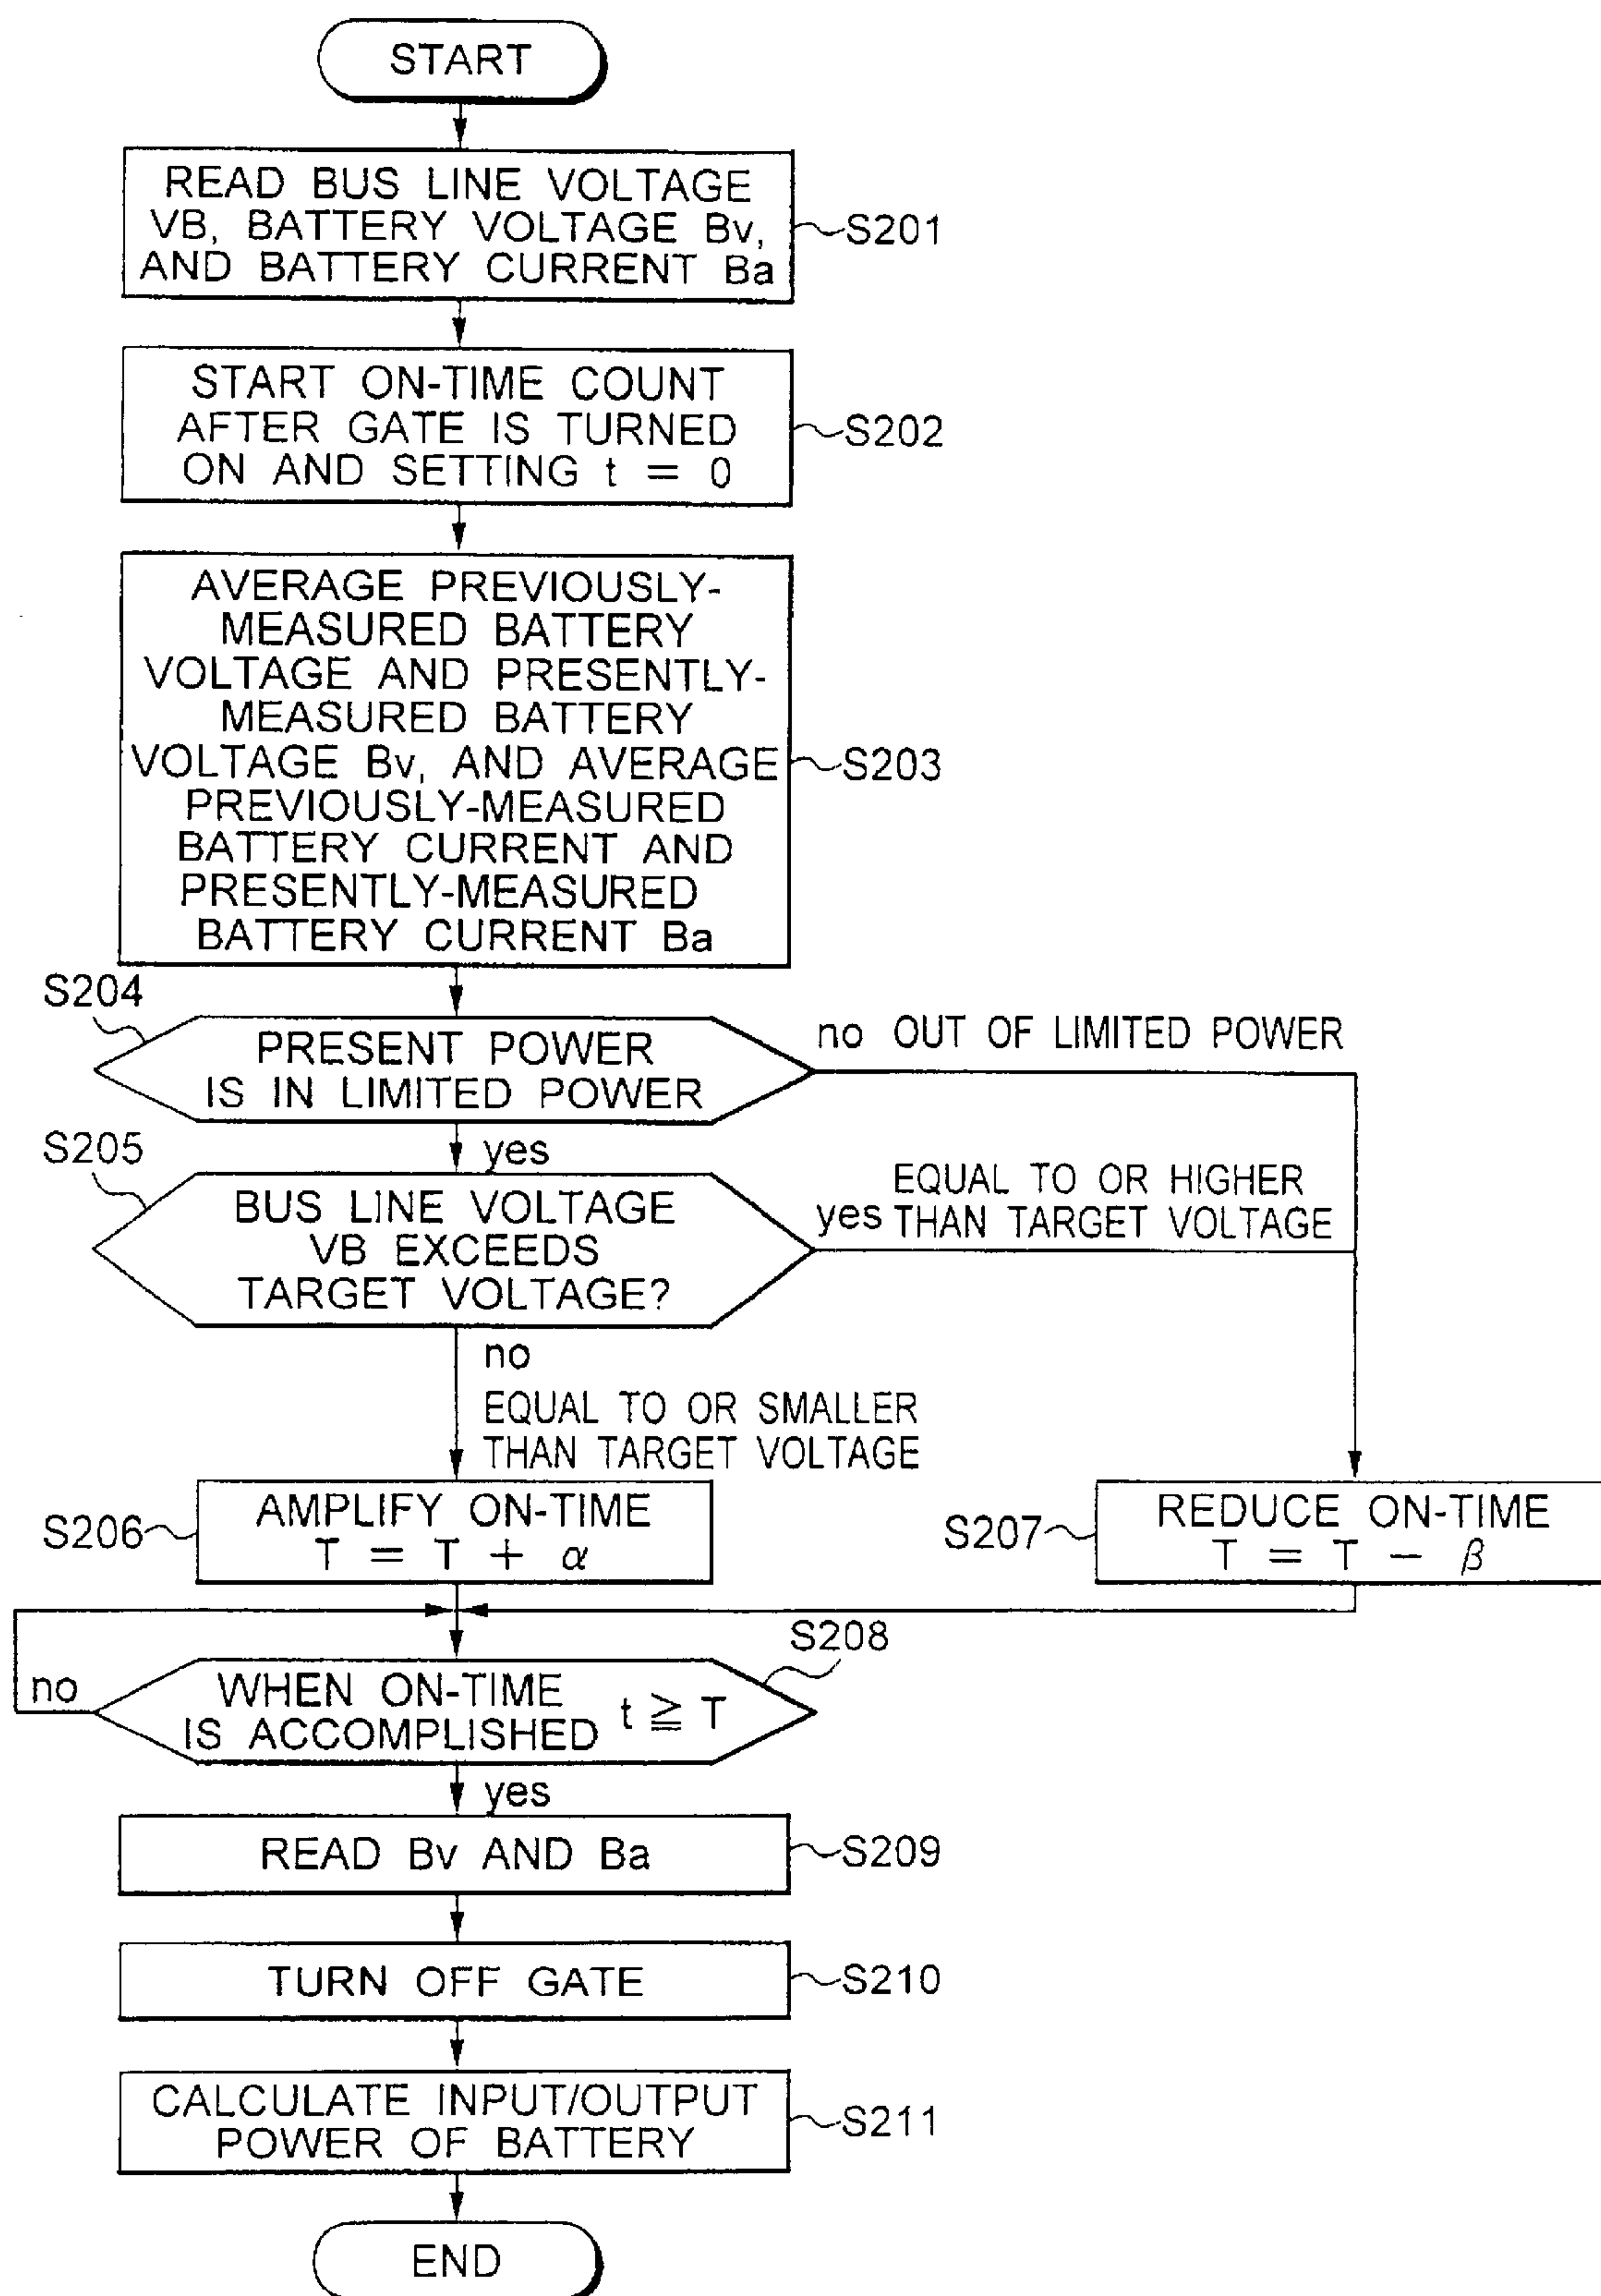 START
READ BUS LINE VOLTAGE
VB, BATTERY VOLTAGE Bv,
AND BATTERY CURRENT Ba
S201
START ON-TIME COUNT
AFTER GATE IS TURNED
ON AND SETTING t = 0
S202
AVERAGE PREVIOUSLY-
MEASURED BATTERY
VOLTAGE AND PRESENTLY-
MEASURED BATTERY
VOLTAGE Bv, AND AVERAGE
PREVIOUSLY-MEASURED
BATTERY CURRENT AND
PRESENTLY-MEASURED
BATTERY CURRENT Ba
S203
S204
PRESENT POWER
IS IN LIMITED POWER
no OUT OF LIMITED POWER
yes
S205
BUS LINE VOLTAGE
VB EXCEEDS
TARGET VOLTAGE?
EQUAL TO OR HIGHER
yes THAN TARGET VOLTAGE
no
EQUAL TO OR SMALLER
THAN TARGET VOLTAGE
S206
AMPLIFY ON-TIME
T = T + α
S207
REDUCE ON-TIME
T = T − β
S208
no
WHEN ON-TIME
IS ACCOMPLISHED t ≧ T
yes
READ Bv AND Ba
S209
TURN OFF GATE
S210
CALCULATE INPUT/OUTPUT
POWER OF BATTERY
S211
END